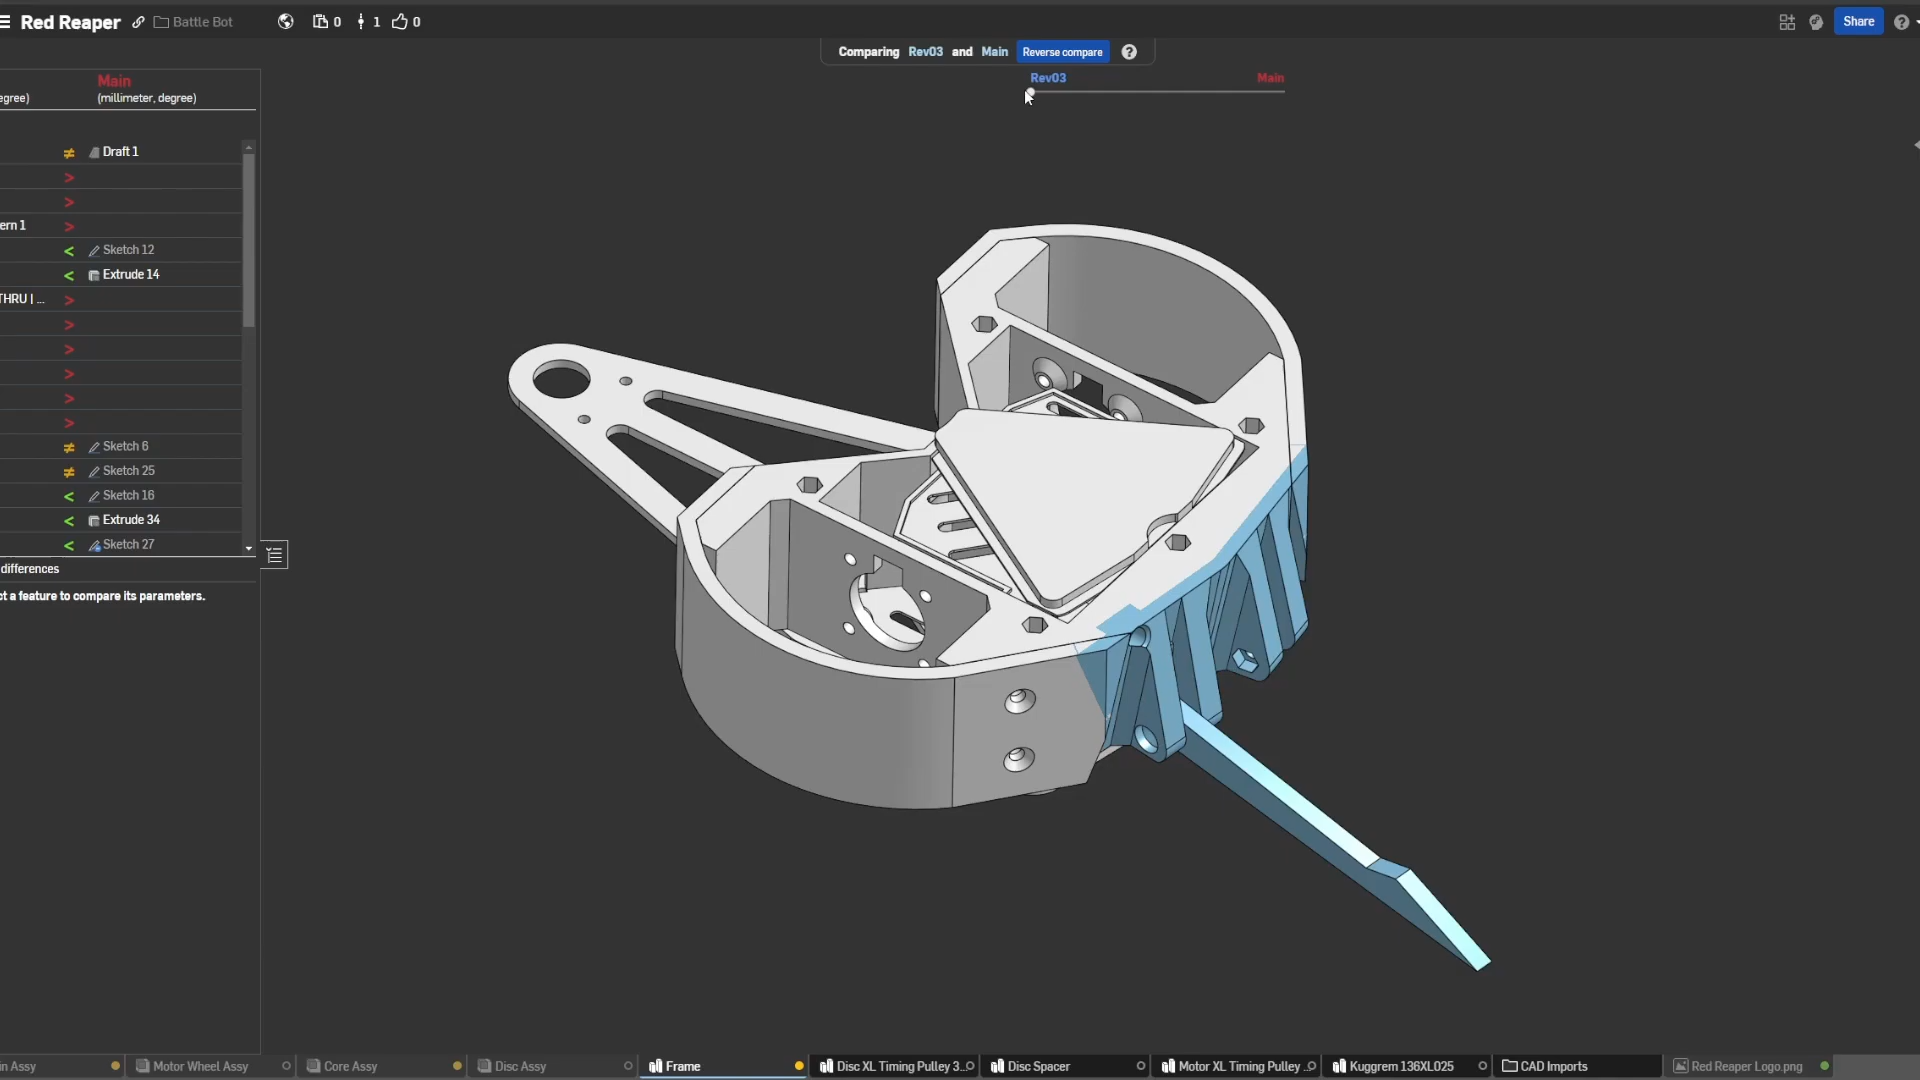 Red Reaper Battle Bot 0 1 0 Share
Comparing Rev03 and Main Reverse compare
Rev03 Main
Main
egree) (millimeter, degree)
≠ Draft 1
>
>
ern 1 >
< Sketch 12
< Extrude 14
THRU | ... >
>
>
>
>
>
≠ Sketch 6
≠ Sketch 25
< Sketch 16
< Extrude 34
< Sketch 27
differences
ct a feature to compare its parameters.
in Assy Motor Wheel Assy Core Assy Disc Assy Frame Disc XL Timing Pulley 3... Disc Spacer Motor XL Timing Pulley ... Kuggrem 136XL025 CAD Imports Red Reaper Logo.png